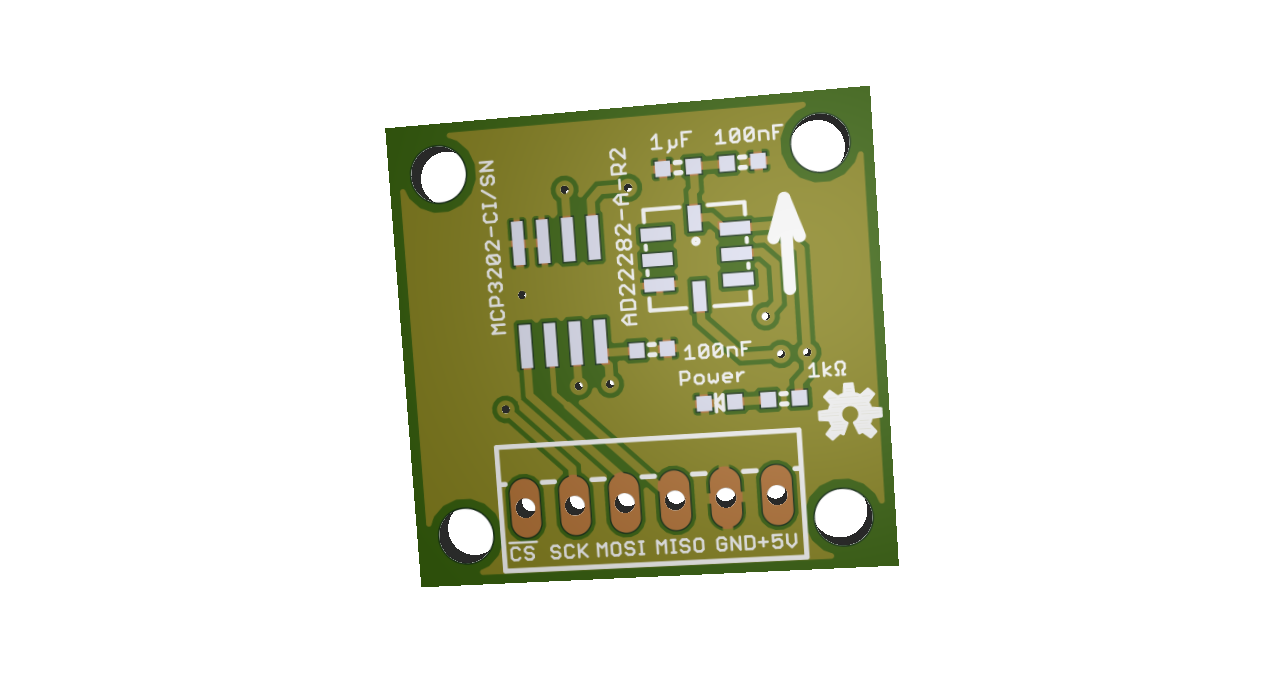 1µF 100nF
MCP3202-CI/SN
AD22282-A-R2
100nF
Power
1kΩ
CS SCK MOSI MISO GND +5V